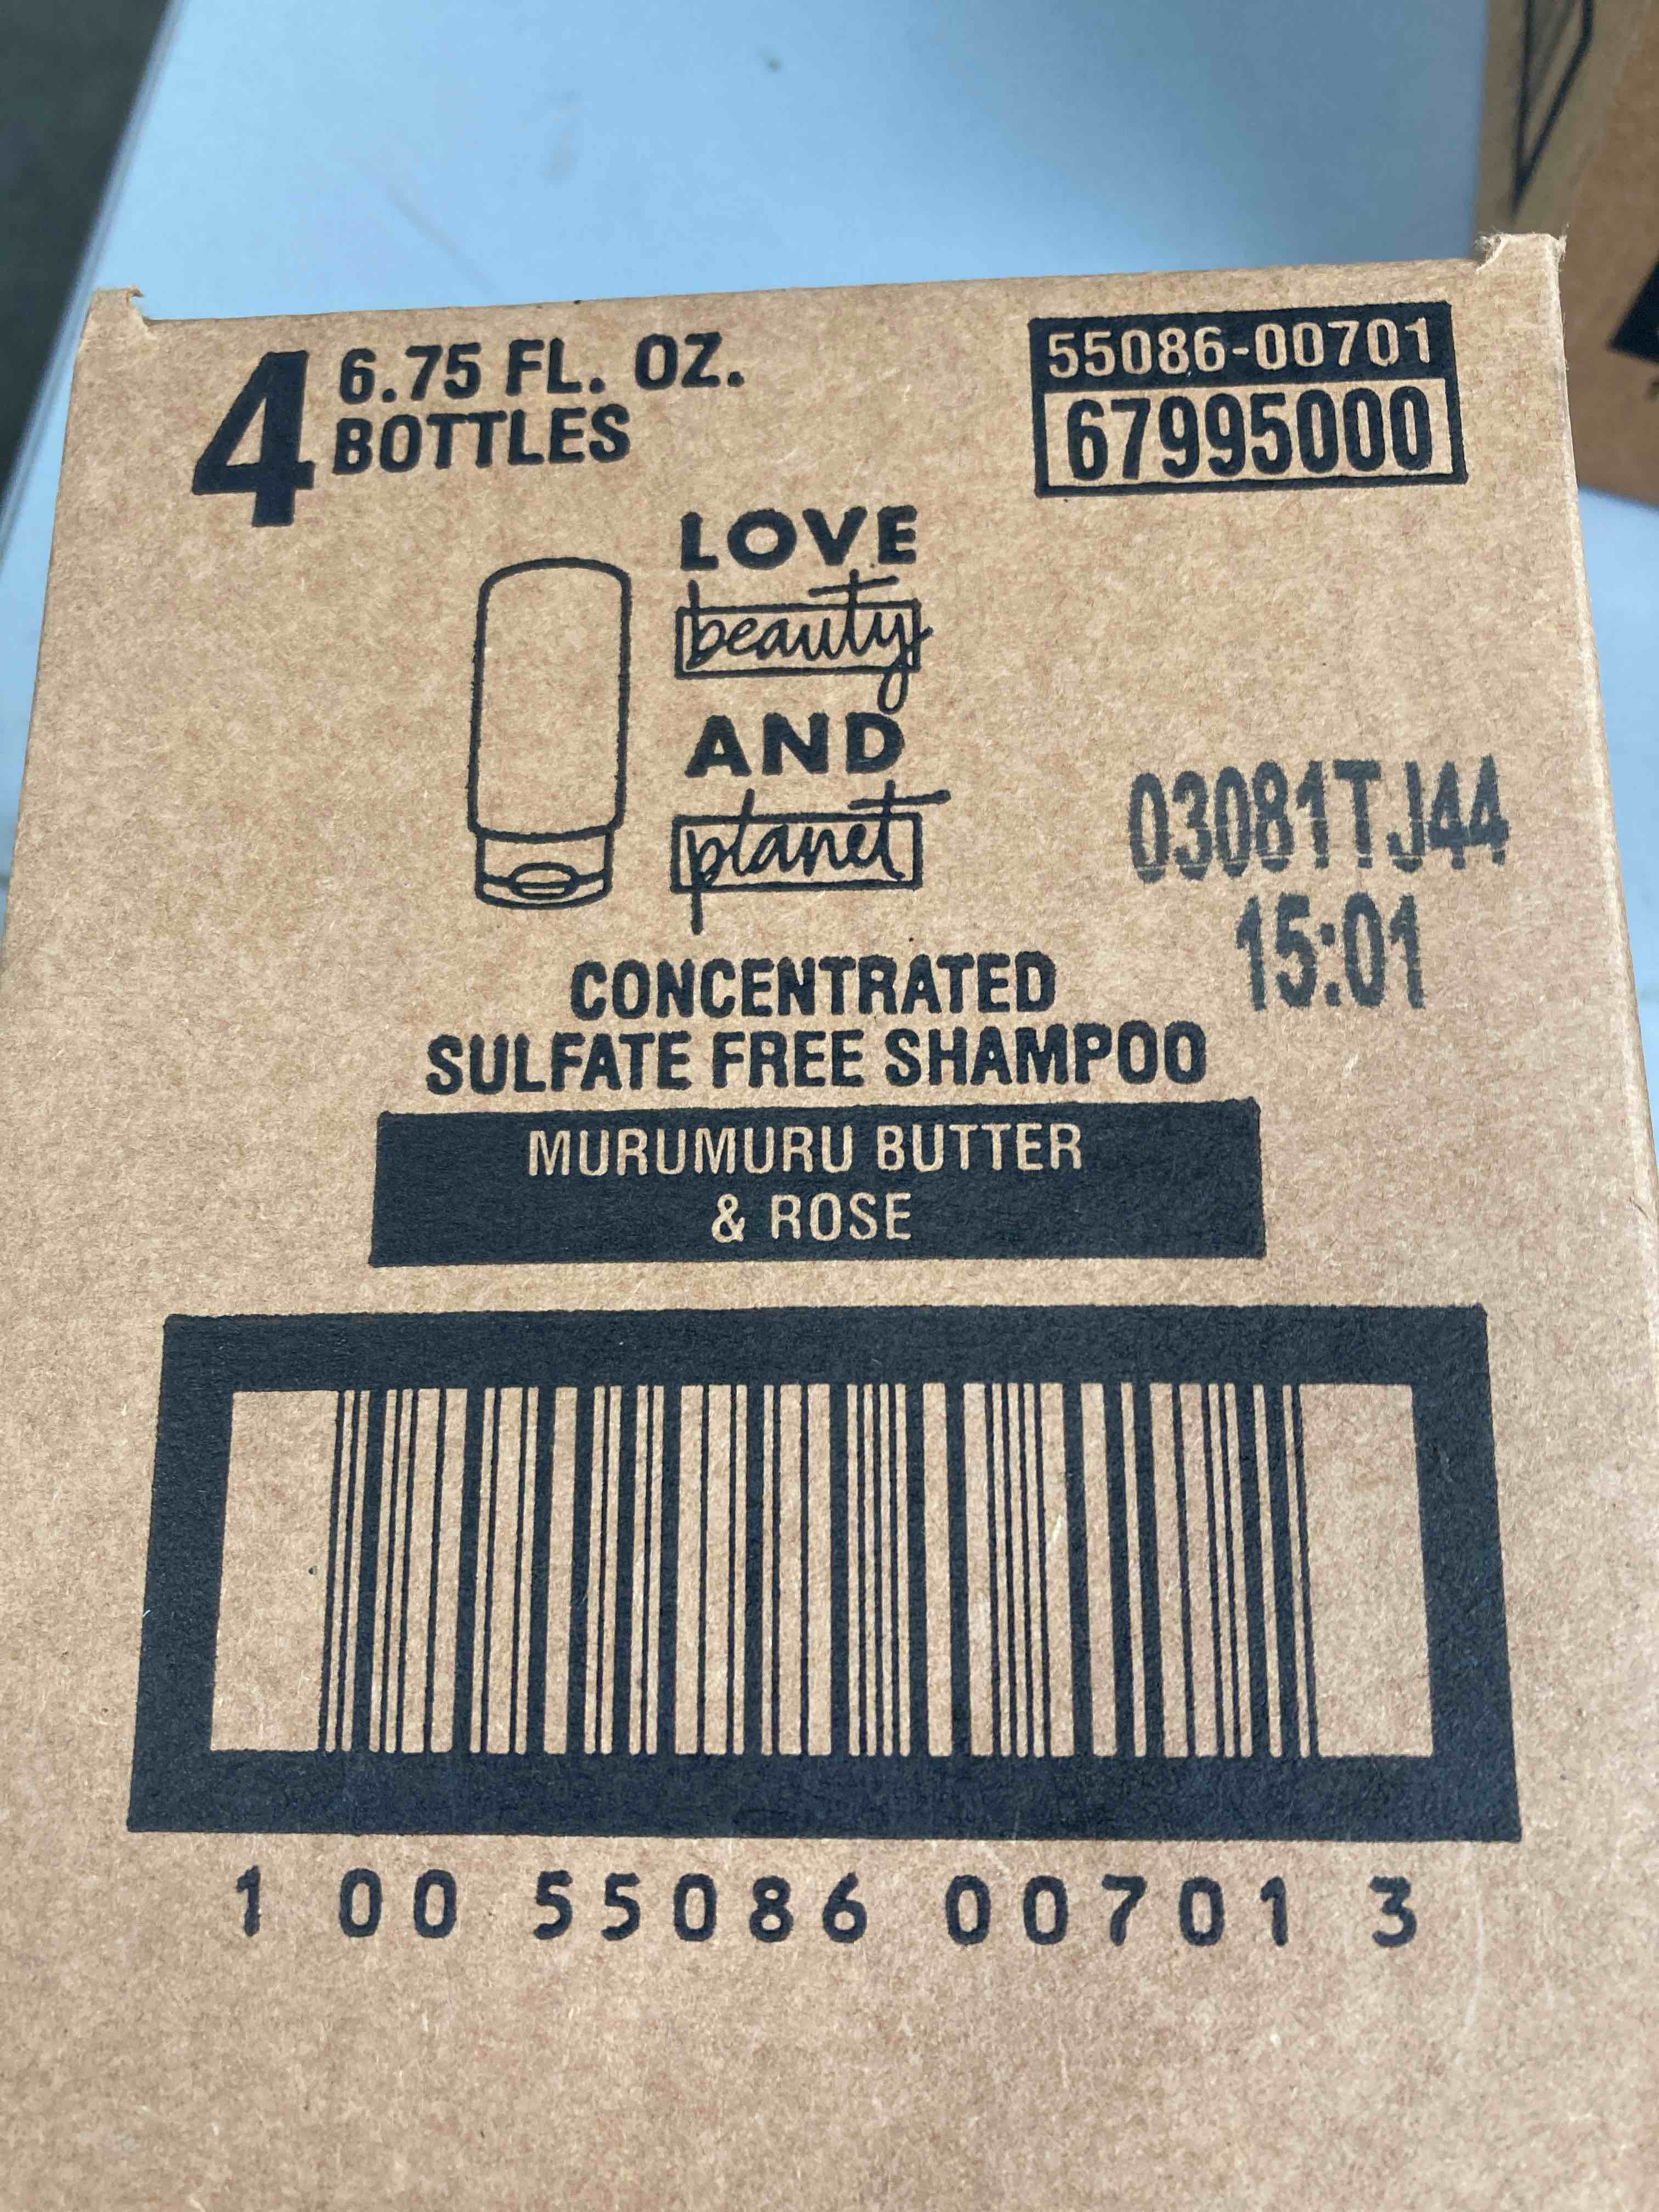 4 6.75 FL. OZ.
BOTTLES
55086-00701
67995000
LOVE
beauty
AND
planet
03081TJ44
15:01
CONCENTRATED
SULFATE FREE SHAMPOO
MURUMURU BUTTER
& ROSE
1 00 55086 00701 3